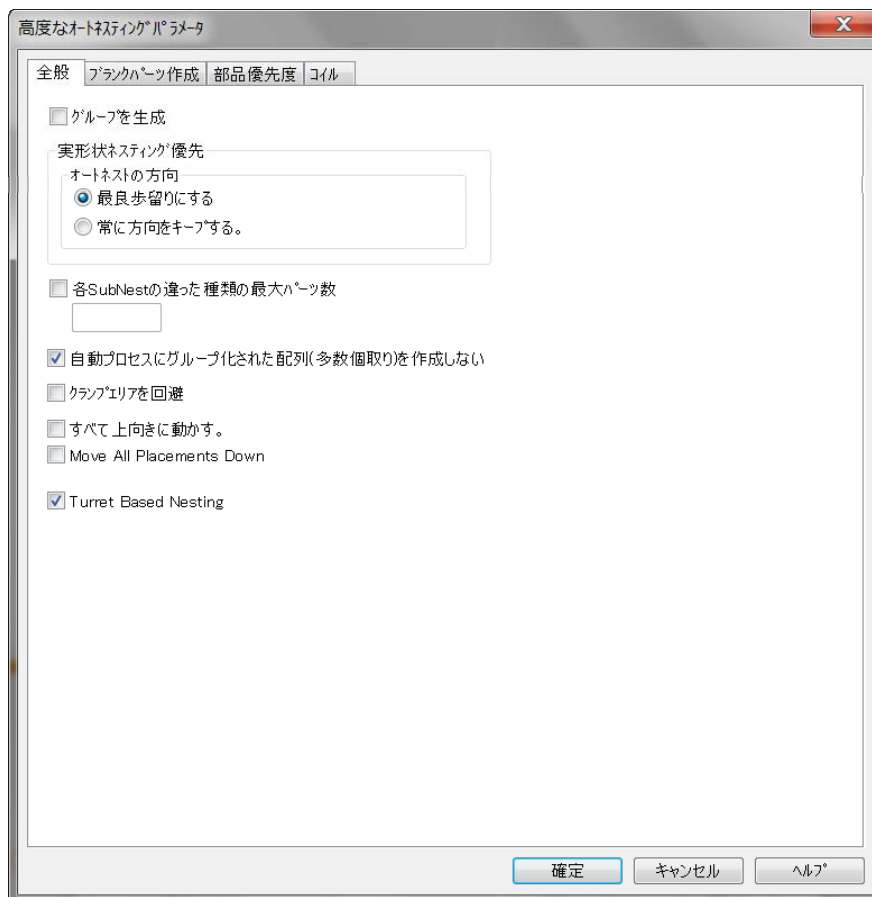 高度なｵｰﾄﾈｽﾃｨﾝｸﾞﾊﾟﾗﾒｰﾀ
全般 ﾌﾞﾗﾝｸﾊﾟｰﾂ作成 部品優先度 ｺｲﾙ
ｸﾞﾙｰﾌﾟを生成
実形状ﾈｽﾃｨﾝｸﾞ優先
ｵｰﾄﾈｽﾄの方向
最良歩留りにする
常に方向をｷｰﾌﾟする。
各SubNestの違った種類の最大ﾊﾟｰﾂ数
自動プロセスにグループ化された配列(多数個取り)を作成しない
ｸﾗﾝﾌﾟｴﾘｱを回避
すべて上向きに動かす。
Move All Placements Down
Turret Based Nesting
確定 キャンセル ﾍﾙﾌﾟ